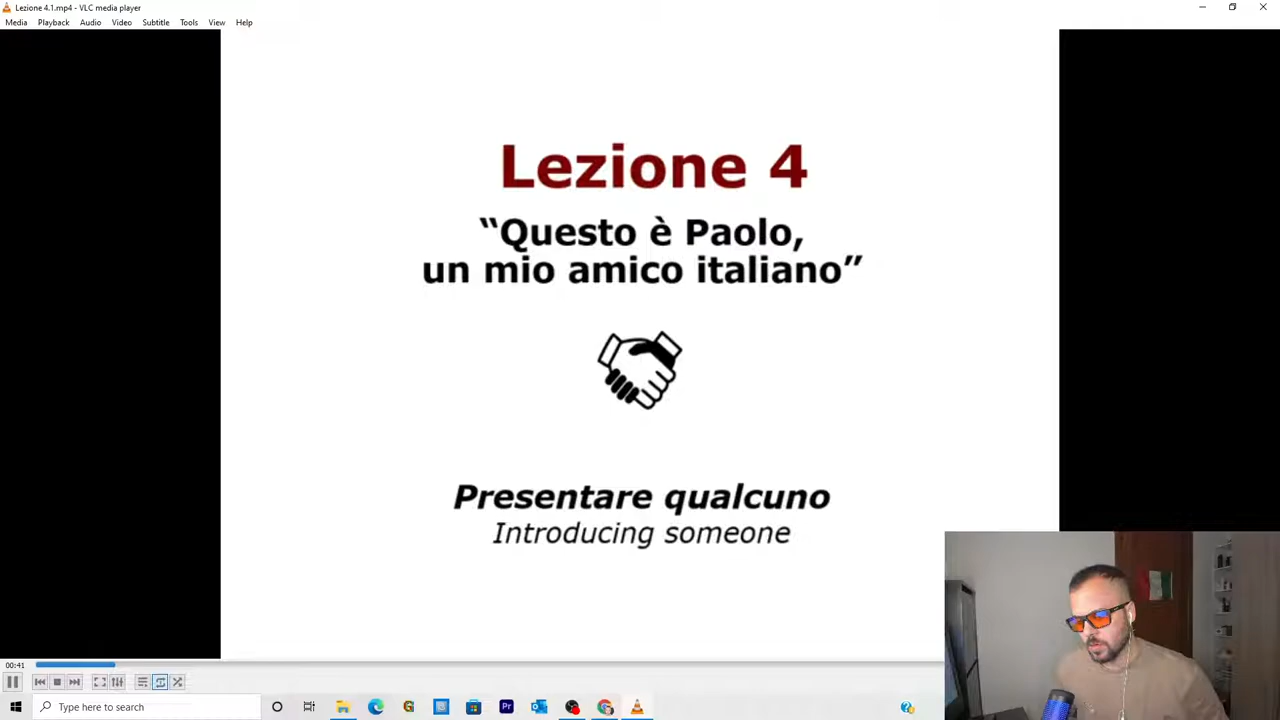 Lezione 4.1.mp4 - VLC media player
Media Playback Audio Video Subtitle Tools View Help
Lezione 4
“Questo è Paolo,
un mio amico italiano”
Presentare qualcuno
Introducing someone
00:41
Type here to search
Pr